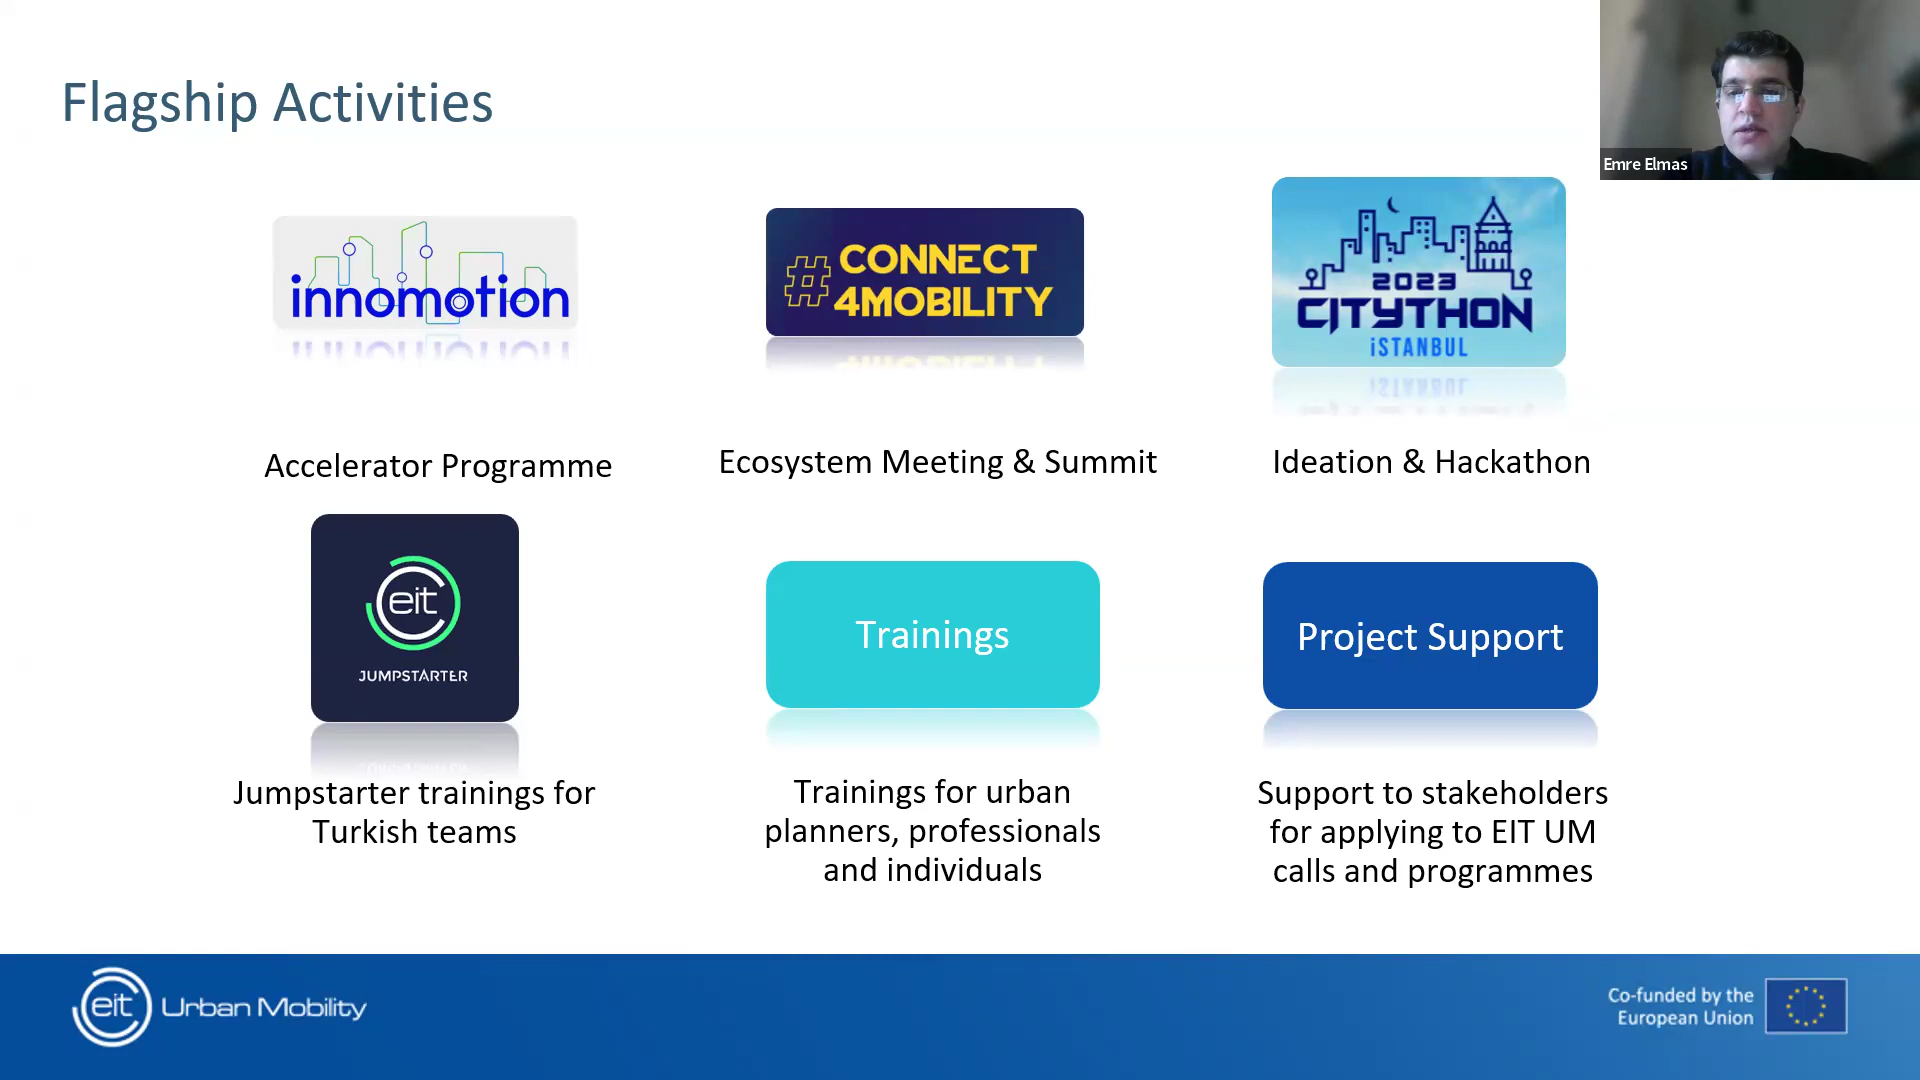 Flagship Activities
Emre Elmas
innomotion
#CONNECT
4MOBILITY
2023
CITYTHON
iSTANBUL
Accelerator Programme
Ecosystem Meeting & Summit
Ideation & Hackathon
eit
JUMPSTARTER
Trainings
Project Support
Jumpstarter trainings for
Turkish teams
Trainings for urban
planners, professionals
and individuals
Support to stakeholders
for applying to EIT UM
calls and programmes
eit Urban Mobility
Co-funded by the
European Union